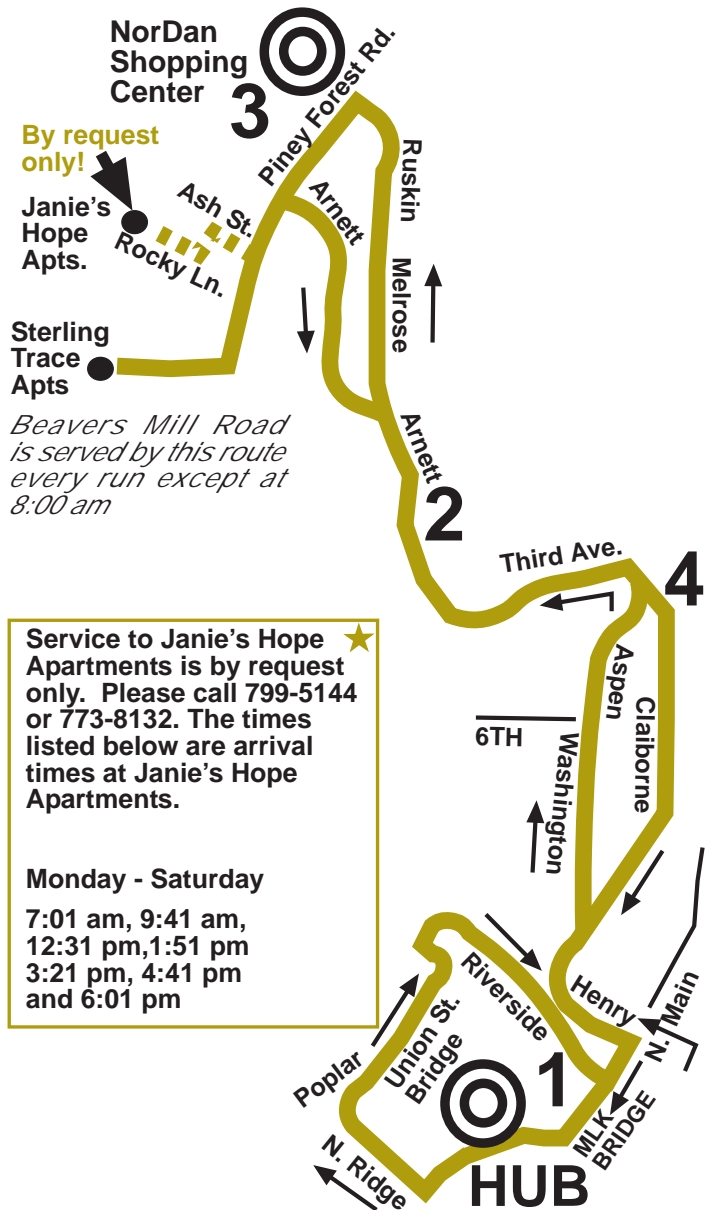 NorDan
Shopping
Center
3
Piney Forest Rd.
By request
only!
Janie's
Hope
Apts.
Ash St.
Rocky Ln.
Arnett
Ruskin
Melrose
Sterling
Trace
Apts
Beavers Mill Road
is served by this route
every run except at
8:00 am
Arnett
2
Third Ave.
4
Service to Janie's Hope
Apartments is by request
only. Please call 799-5144
or 773-8132. The times
listed below are arrival
times at Janie's Hope
Apartments.
Monday - Saturday
7:01 am, 9:41 am,
12:31 pm,1:51 pm
3:21 pm, 4:41 pm
and 6:01 pm
Aspen
Claiborne
6TH
Washington
Riverside
Henry
N. Main
Union St.
Bridge
Poplar
1
MLK
BRIDGE
N. Ridge
HUB